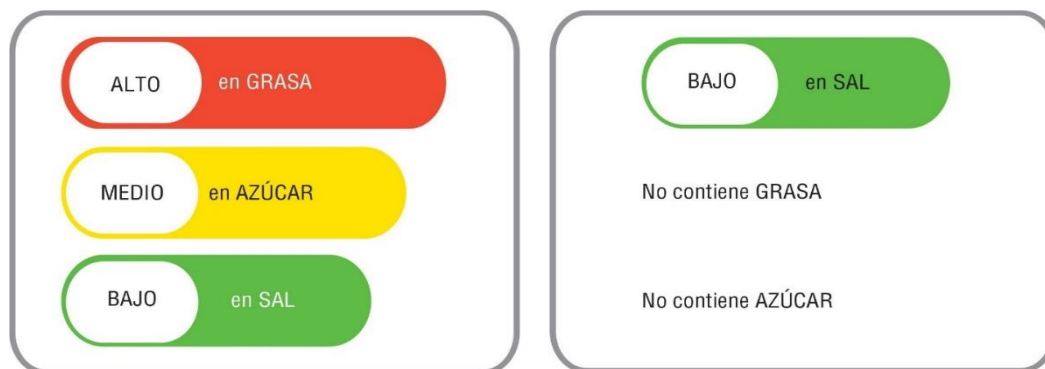 ALTO en GRASA
MEDIO en AZÚCAR
BAJO en SAL
BAJO en SAL
No contiene GRASA
No contiene AZÚCAR